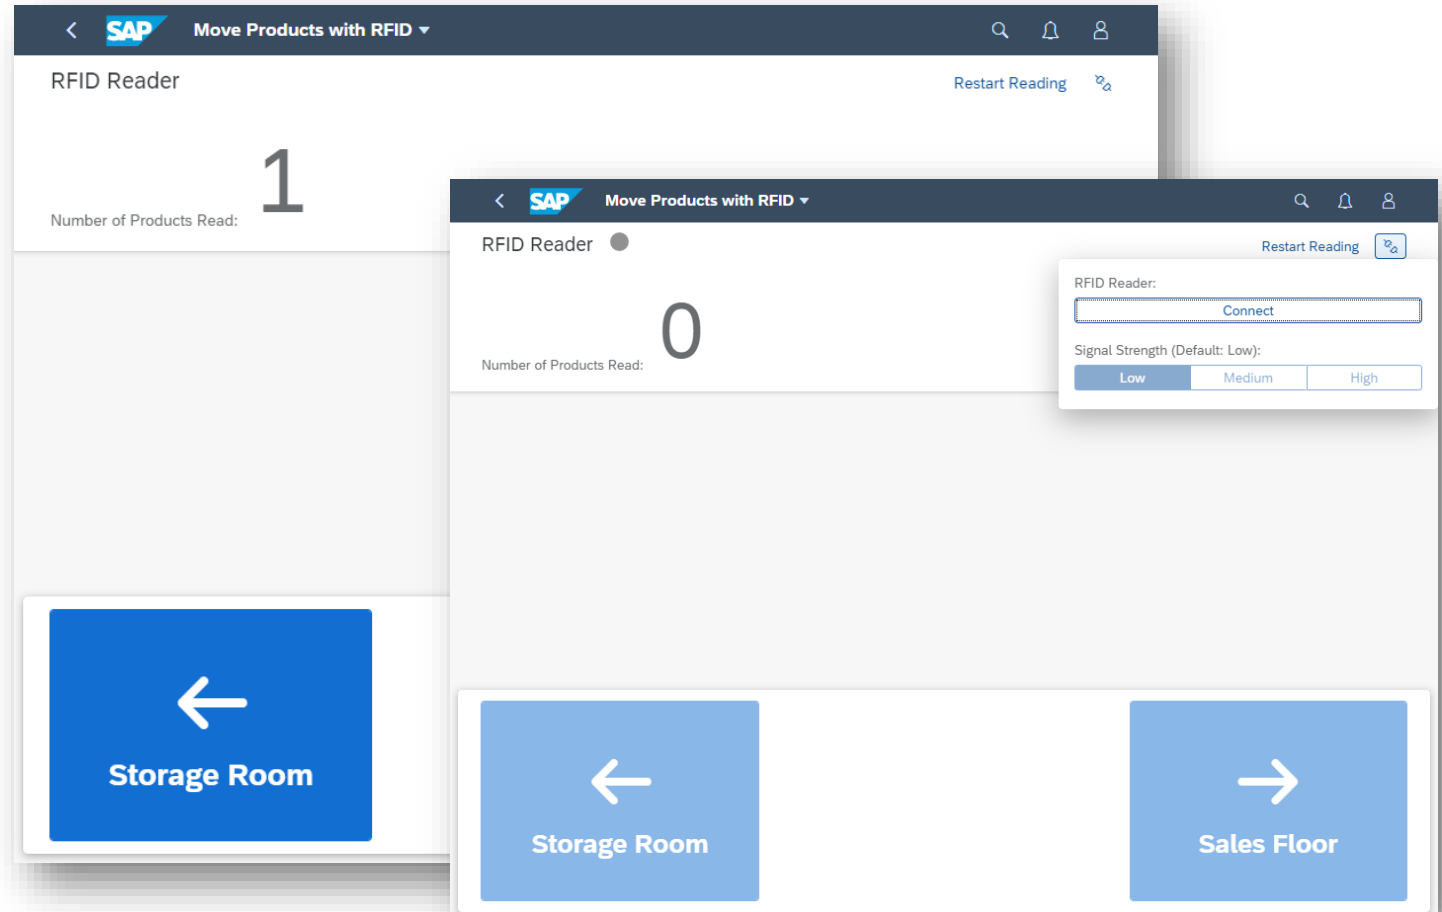 SAP
Move Products with RFID
RFID Reader
Restart Reading
1
Number of Products Read:
Storage Room
SAP
Move Products with RFID
RFID Reader
Restart Reading
0
Number of Products Read:
RFID Reader:
Connect
Signal Strength (Default: Low):
Low Medium High
Storage Room
Sales Floor